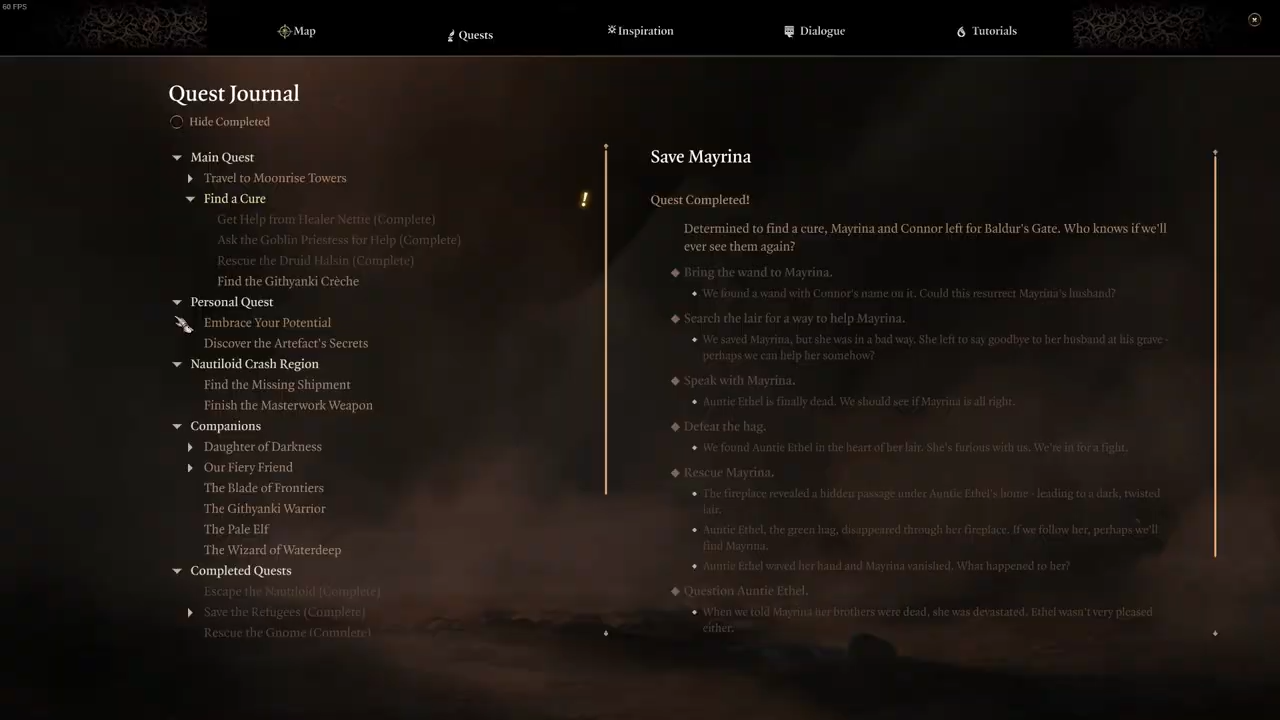 60 FPS
Map
Quests
Inspiration
Dialogue
Tutorials
Quest Journal
Hide Completed
Main Quest
Travel to Moonrise Towers
Find a Cure
!
Get Help from Healer Nettie (Complete)
Ask the Goblin Priestess for Help (Complete)
Rescue the Druid Halsin (Complete)
Find the Githyanki Crèche
Personal Quest
Embrace Your Potential
Discover the Artefact's Secrets
Nautiloid Crash Region
Find the Missing Shipment
Finish the Masterwork Weapon
Companions
Daughter of Darkness
Our Fiery Friend
The Blade of Frontiers
The Githyanki Warrior
The Pale Elf
The Wizard of Waterdeep
Completed Quests
Escape the Nautiloid (Complete)
Save the Refugees (Complete)
Rescue the Gnome (Complete)
Save Mayrina
Quest Completed!
Determined to find a cure, Mayrina and Connor left for Baldur's Gate. Who knows if we'll
ever see them again?
Bring the wand to Mayrina.
We found a wand with Connor's name on it. Could this resurrect Mayrina's husband?
Search the lair for a way to help Mayrina.
We saved Mayrina, but she was in a bad way. She left to say goodbye to her husband at his grave -
perhaps we can help her somehow?
Speak with Mayrina.
Auntie Ethel is finally dead. We should see if Mayrina is all right.
Defeat the hag.
We found Auntie Ethel in the heart of her lair. She's furious with us. We're in for a fight.
Rescue Mayrina.
The fireplace revealed a hidden passage under Auntie Ethel's home - leading to a dark, twisted
lair.
Auntie Ethel, the green hag, disappeared through her fireplace. If we follow her, perhaps we'll
find Mayrina.
Auntie Ethel waved her hand and Mayrina vanished. What happened to her?
Question Auntie Ethel.
When we told Mayrina her brothers were dead, she was devastated. Ethel wasn't very pleased
either.